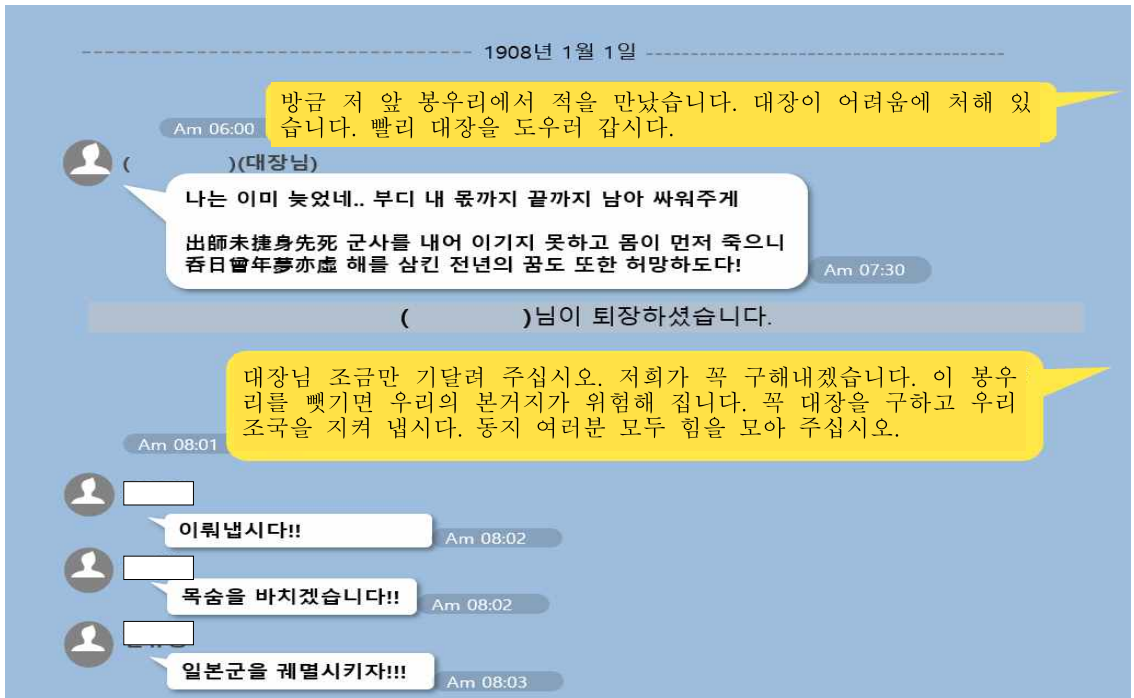 1908년 1월 1일
방금 저 앞 봉우리에서 적을 만났습니다. 대장이 어려움에 처해 있
습니다. 빨리 대장을 도우러 갑시다.
Am 06:00
( )(대장님)
나는 이미 늦었네.. 부디 내 몫까지 끝까지 남아 싸워주게
出師未捷身先死 군사를 내어 이기지 못하고 몸이 먼저 죽으니
呑日曾年夢亦虛 해를 삼킨 전년의 꿈도 또한 허망하도다!
Am 07:30
( )님이 퇴장하셨습니다.
대장님 조금만 기달려 주십시오. 저희가 꼭 구해내겠습니다. 이 봉우
리를 뺏기면 우리의 본거지가 위험해 집니다. 꼭 대장을 구하고 우리
조국을 지켜 냅시다. 동지 여러분 모두 힘을 모아 주십시오.
Am 08:01
이뤄냅시다!!
Am 08:02
목숨을 바치겠습니다!!
Am 08:02
일본군을 궤멸시키자!!!
Am 08:03